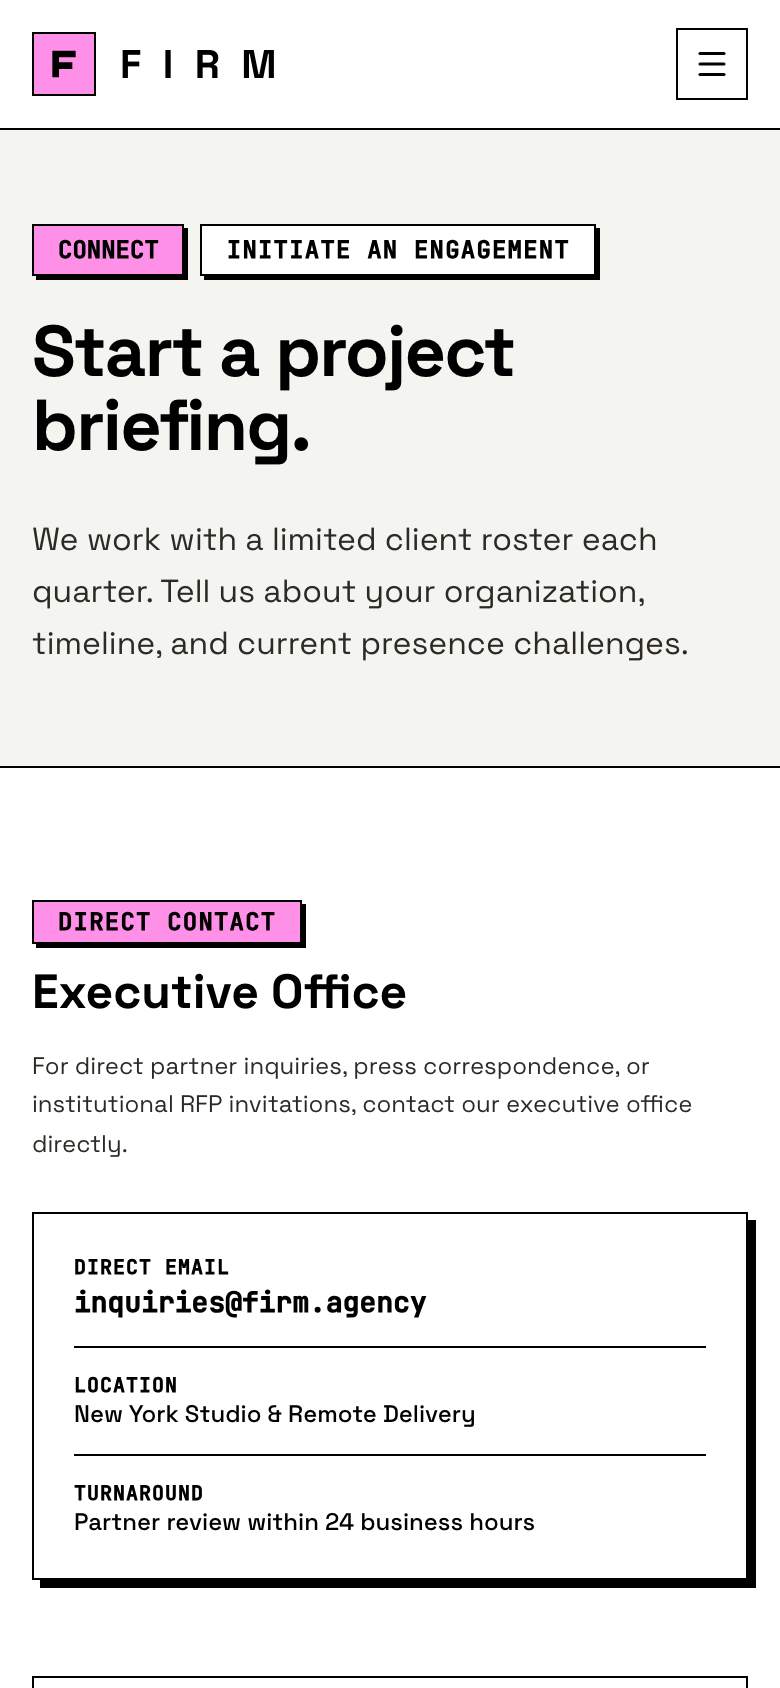 F FIRM
CONNECT INITIATE AN ENGAGEMENT
Start a project
briefing.
We work with a limited client roster each
quarter. Tell us about your organization,
timeline, and current presence challenges.
DIRECT CONTACT
Executive Office
For direct partner inquiries, press correspondence, or
institutional RFP invitations, contact our executive office
directly.
DIRECT EMAIL
inquiries@firm.agency
LOCATION
New York Studio & Remote Delivery
TURNAROUND
Partner review within 24 business hours